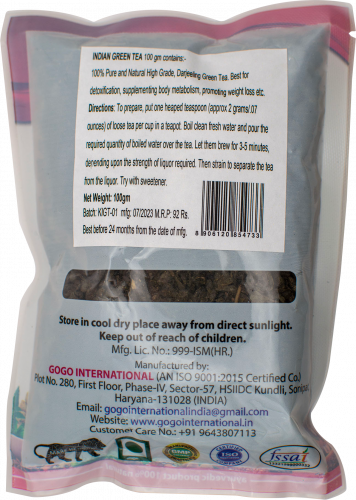 INDIAN GREEN TEA 100 gm contains:-
100% Pure and Natural High Grade, Darjeeling Green Tea. Best for
detoxification, supplementing body metabolism, promoting weight loss etc.
Directions: To prepare, put one heaped teaspoon (approx 2 grams/.07
ounces) of loose tea per cup in a teapot. Boil clean fresh water and pour the
required quantity of boiled water over the tea. Let them brew for 3-5 minutes,
denending upon the strength of liquor required. Then strain to separate the tea
from the liquor. Try with sweetener.
Net Weight: 100gm
Batch: KIGT-01 mfg: 07/2023 M.R.P: 92 Rs.
Best before 24 months from the date of mfg.
8906120854733
Store in cool dry place away from direct sunlight.
Keep out of reach of children.
Mfg. Lic. No.: 999-ISM(HR.)
Manufactured by:
GOGO INTERNATIONAL (AN ISO 9001:2015 Certified Co.)
Plot No. 280, First Floor, Phase-IV, Sector-57, HSIIDC Kundli, Sonipat
Haryana-131028 (INDIA)
Email: gogointernationalindia@gmail.com
Website: www.gogointernational.in
Customer Care No.: +91 9643807113
GMP
ISO
fssai